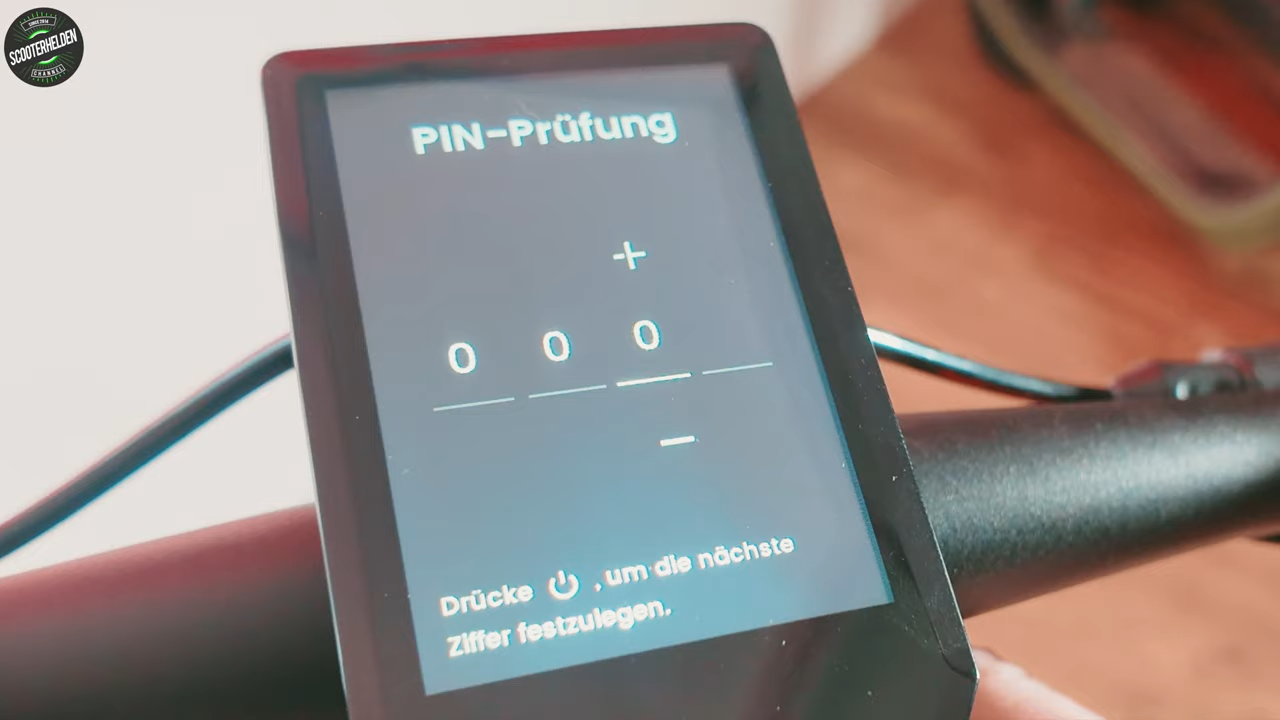 SINCE 2014
SCOOTERHELDEN
CHANNEL
PIN-Prüfung
+
0 0 0
−
Drücke ⏻ , um die nächste
Ziffer festzulegen.